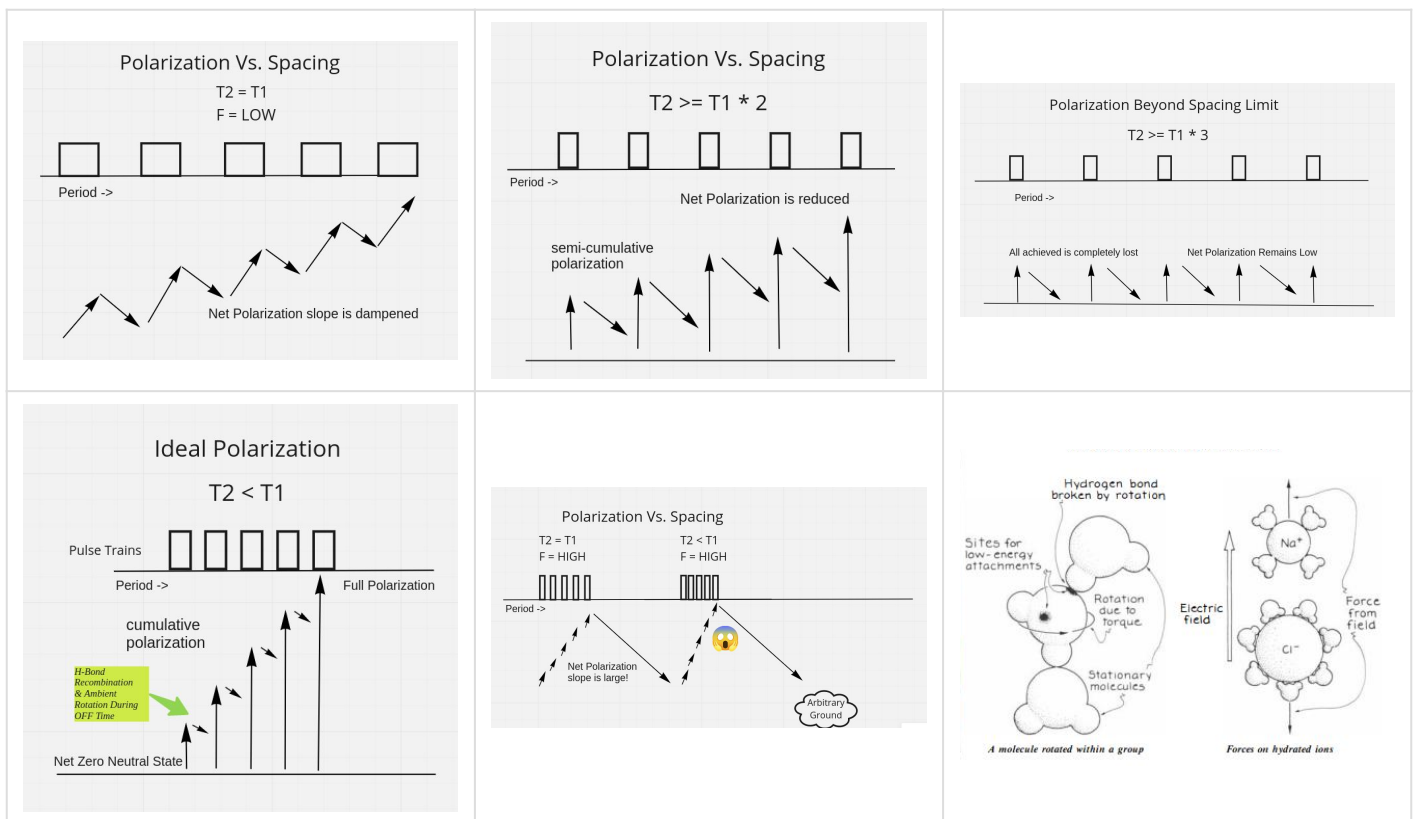 Polarization Vs. Spacing
T2 = T1
F = LOW
Period ->
Net Polarization slope is dampened
Polarization Vs. Spacing
T2 >= T1 * 2
Period ->
Net Polarization is reduced
semi-cumulative
polarization
Polarization Beyond Spacing Limit
T2 >= T1 * 3
Period ->
All achieved is completely lost
Net Polarization Remains Low
Ideal Polarization
T2 < T1
Pulse Trains
Period ->
Full Polarization
cumulative
polarization
H-Bond
Recombination
& Ambient
Rotation During
OFF Time
Net Zero Neutral State
Polarization Vs. Spacing
T2 = T1
F = HIGH
T2 < T1
F = HIGH
Period ->
Net Polarization
slope is large!
Arbitrary
Ground
Hydrogen bond
broken by rotation
Sites for
low-energy
attachments
Rotation
due to
torque
Stationary
molecules
A molecule rotated within a group
Na+
Electric
field
Force
from
field
Cl−
Forces on hydrated ions